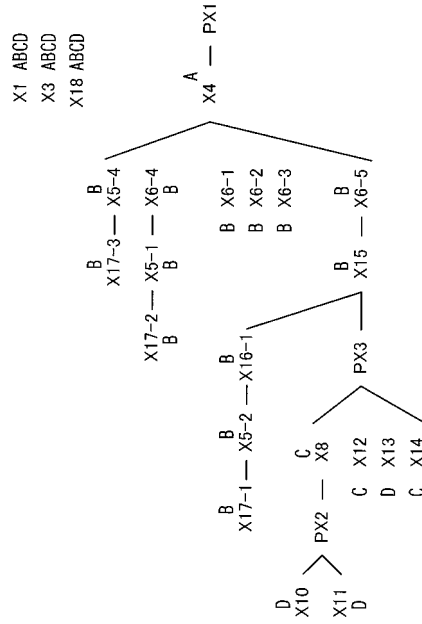 X1 ABCD
X3 ABCD
X18 ABCD
A
X4 — PX1
B B
X17-3 — X5-4
X17-2 — X5-1 — X6-4
B B B
B X6-1
B X6-2
B X6-3
B B
X15 — X6-5
B B B
X17-1 — X5-2 — X16-1
PX3
C
PX2 — X8
C X12
D X13
C X14
D
X10
X11
D